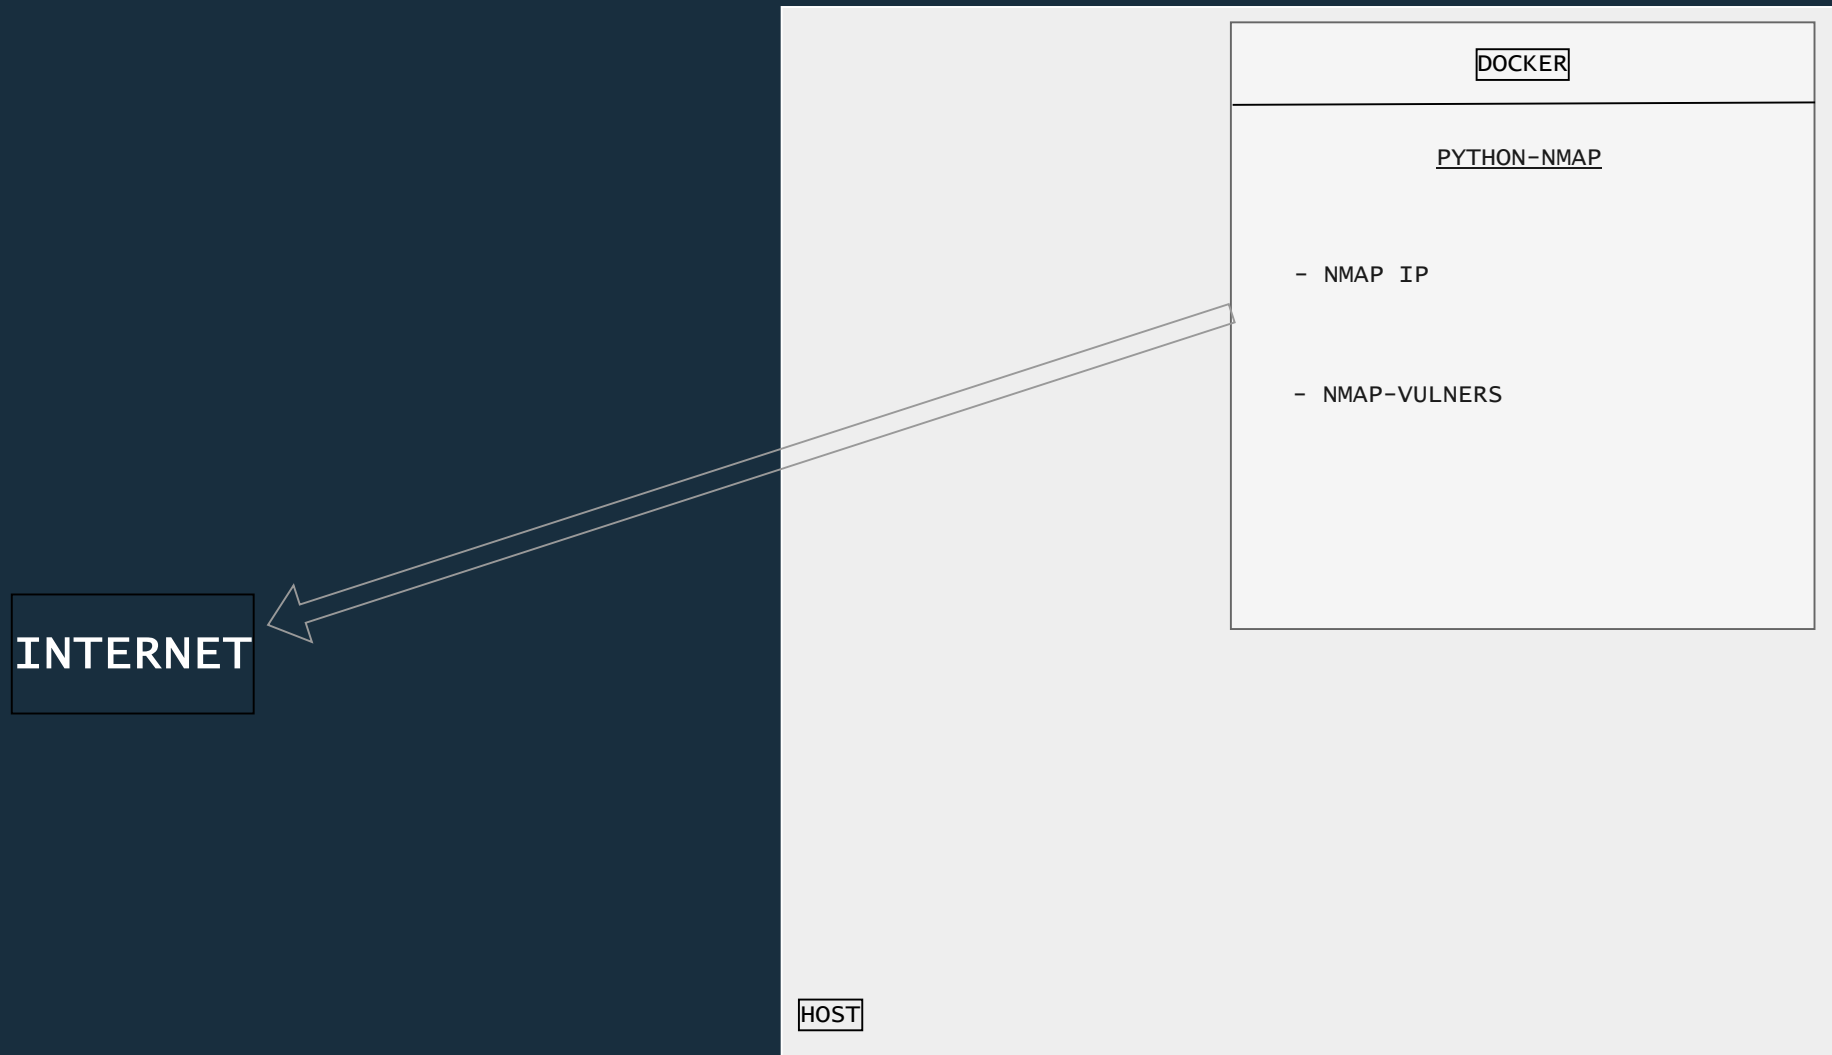 DOCKER
PYTHON-NMAP
- NMAP IP
- NMAP-VULNERS
INTERNET
HOST